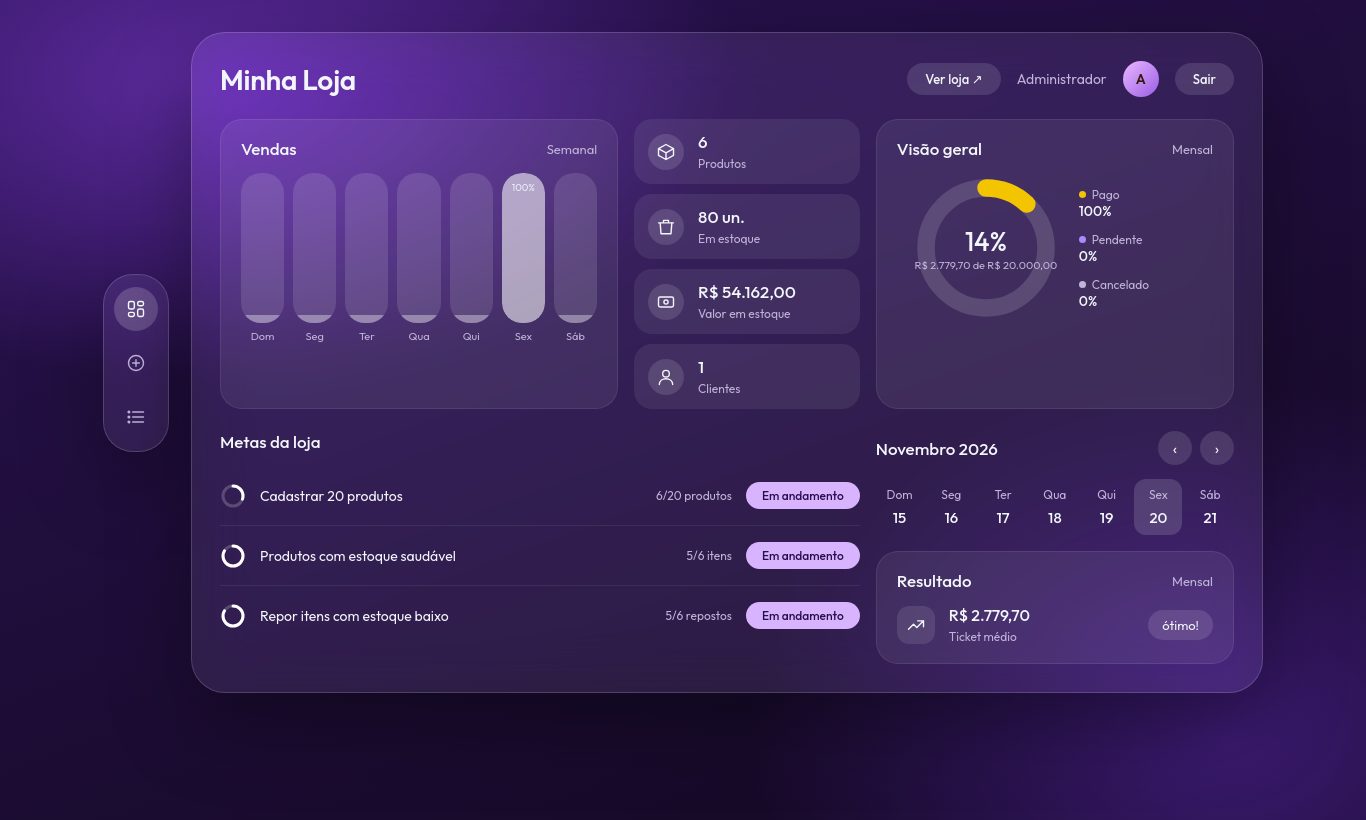 Minha Loja
Ver loja ↗
Administrador
A
Sair
Vendas
Semanal
100%
Dom Seg Ter Qua Qui Sex Sáb
6
Produtos
80 un.
Em estoque
R$ 54.162,00
Valor em estoque
1
Clientes
Visão geral
Mensal
14%
R$ 2.779,70 de R$ 20.000,00
Pago
100%
Pendente
0%
Cancelado
0%
Metas da loja
Cadastrar 20 produtos 6/20 produtos Em andamento
Produtos com estoque saudável 5/6 itens Em andamento
Repor itens com estoque baixo 5/6 repostos Em andamento
Novembro 2026
‹ ›
Dom Seg Ter Qua Qui Sex Sáb
15 16 17 18 19 20 21
Resultado
Mensal
R$ 2.779,70
Ticket médio
ótimo!